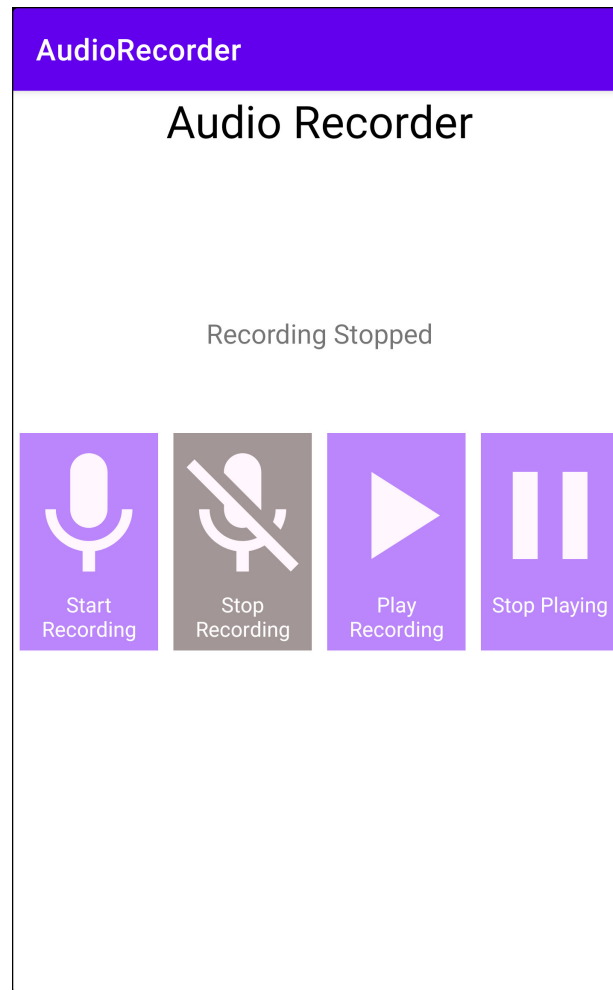 AudioRecorder
Audio Recorder
Recording Stopped
Start
Recording
Stop
Recording
Play
Recording
Stop Playing